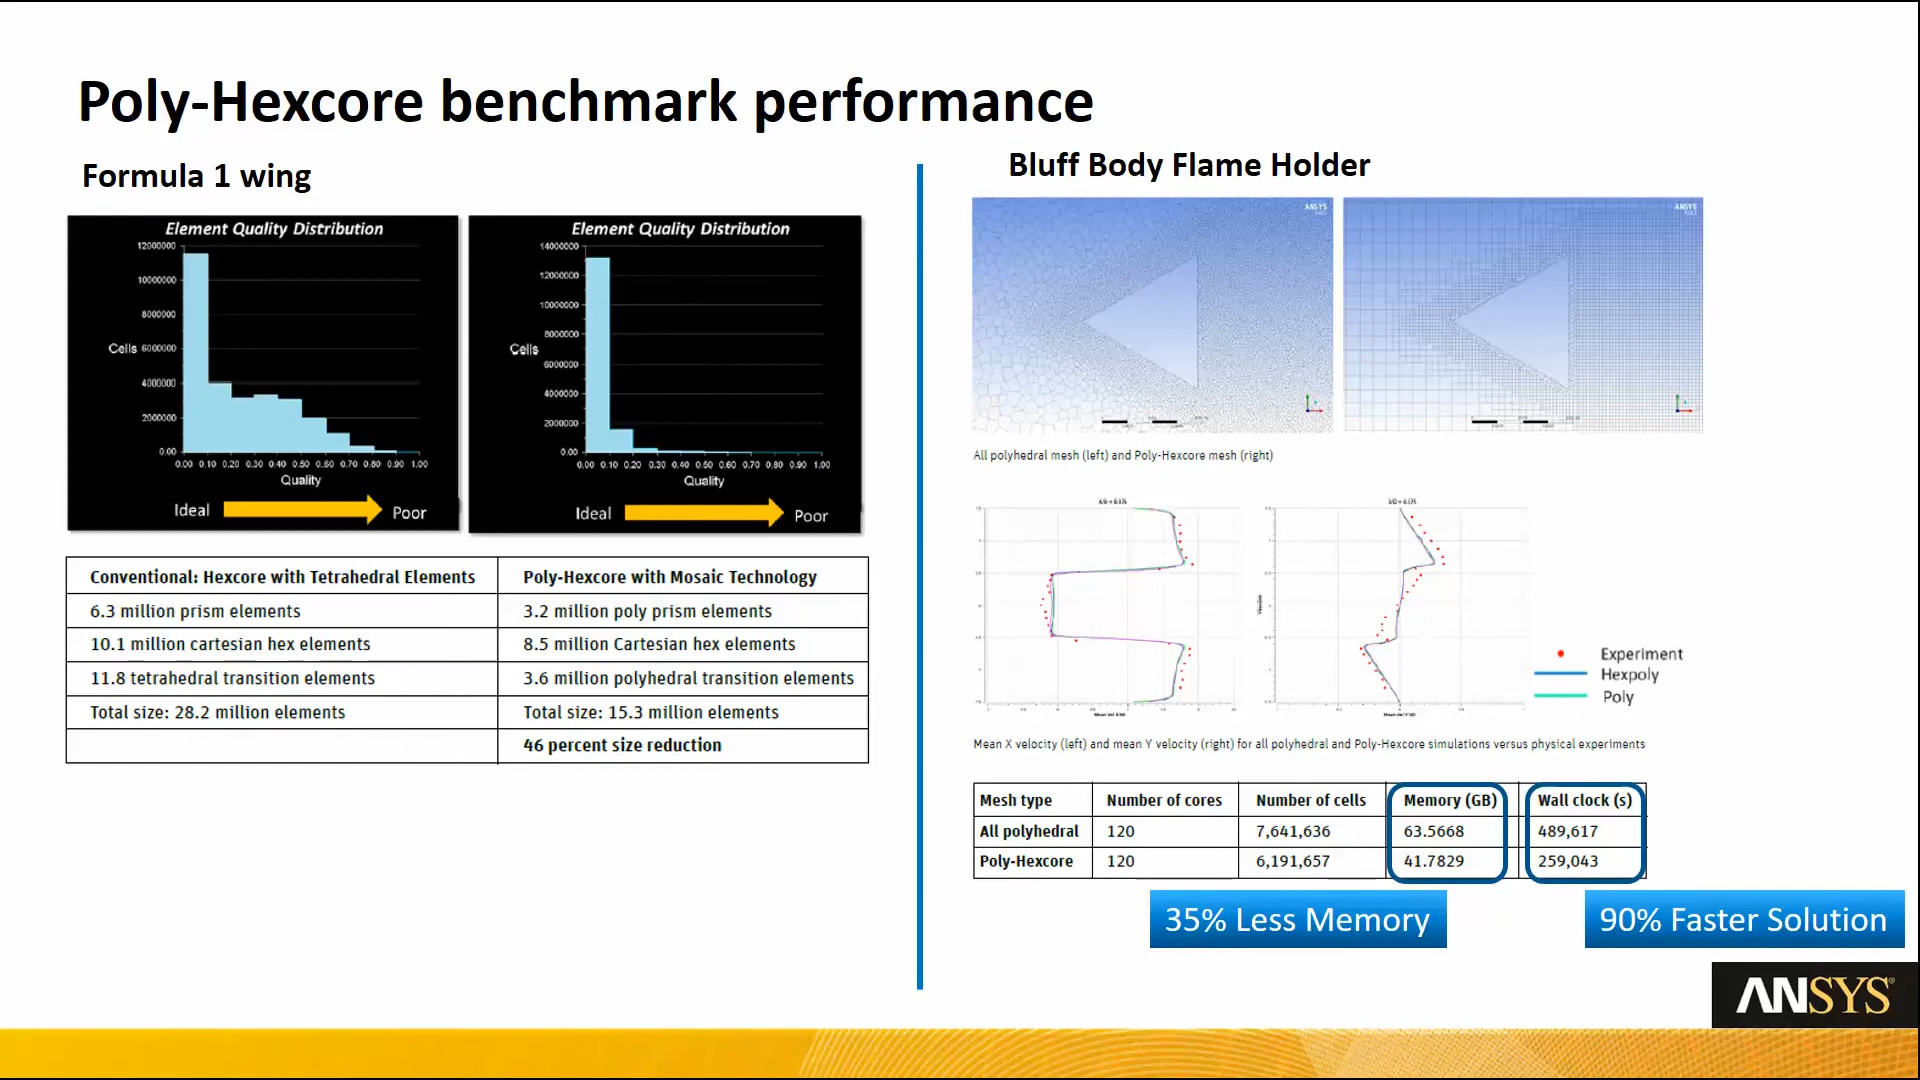 Poly-Hexcore benchmark performance
Formula 1 wing
Element Quality Distribution
12000000
10000000
8000000
Cells 6000000
4000000
2000000
0.00
0.00 0.10 0.20 0.30 0.40 0.50 0.60 0.70 0.80 0.90 1.00
Quality
Ideal Poor
Element Quality Distribution
14000000
12000000
10000000
8000000
Cells
6000000
4000000
2000000
0.00
0.00 0.10 0.20 0.30 0.40 0.50 0.60 0.70 0.80 0.90 1.00
Quality
Ideal Poor
Conventional: Hexcore with Tetrahedral Elements Poly-Hexcore with Mosaic Technology
6.3 million prism elements 3.2 million poly prism elements
10.1 million cartesian hex elements 8.5 million Cartesian hex elements
11.8 tetrahedral transition elements 3.6 million polyhedral transition elements
Total size: 28.2 million elements Total size: 15.3 million elements
46 percent size reduction
Bluff Body Flame Holder
ANSYS
ANSYS
All polyhedral mesh (left) and Poly-Hexcore mesh (right)
X/D = 0.375
Experiment
Hexpoly
Poly
Mean X velocity (left) and mean Y velocity (right) for all polyhedral and Poly-Hexcore simulations versus physical experiments
Mesh type Number of cores Number of cells Memory (GB) Wall clock (s)
All polyhedral 120 7,641,636 63.5668 489,617
Poly-Hexcore 120 6,191,657 41.7829 259,043
35% Less Memory
90% Faster Solution
ANSYS®